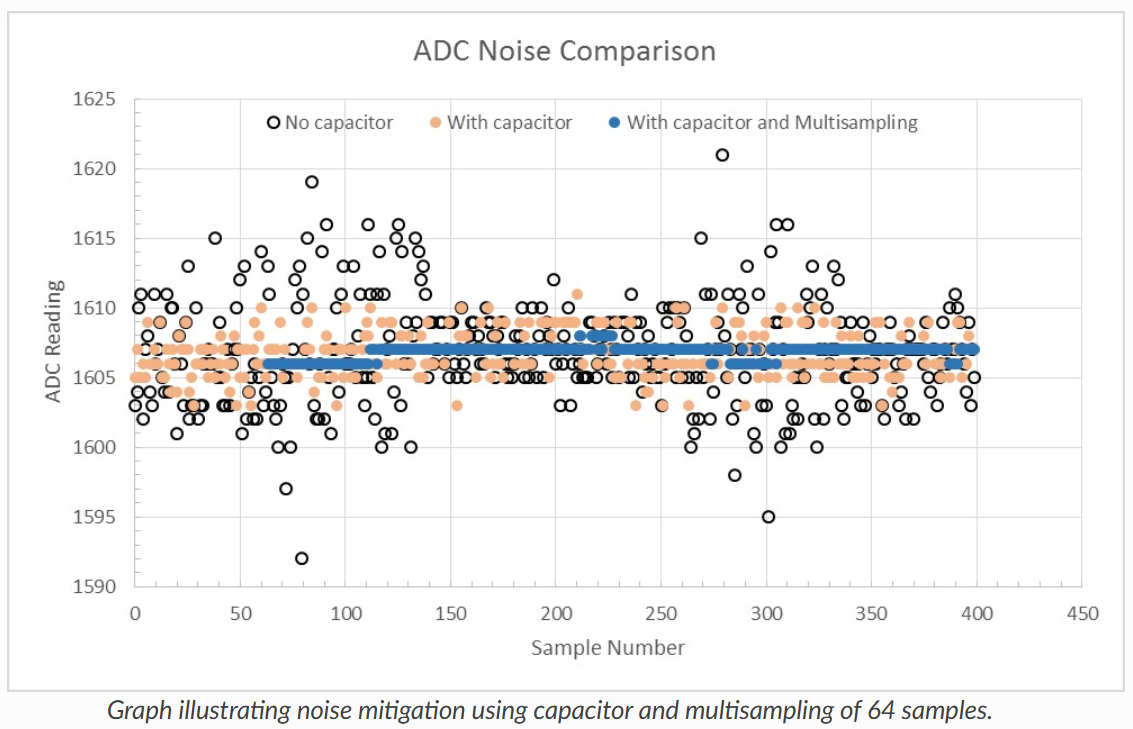 ADC Noise Comparison
1625
No capacitor With capacitor With capacitor and Multisampling
1620
1615
1610
1605
1600
1595
1590
ADC Reading
0 50 100 150 200 250 300 350 400 450
Sample Number
Graph illustrating noise mitigation using capacitor and multisampling of 64 samples.